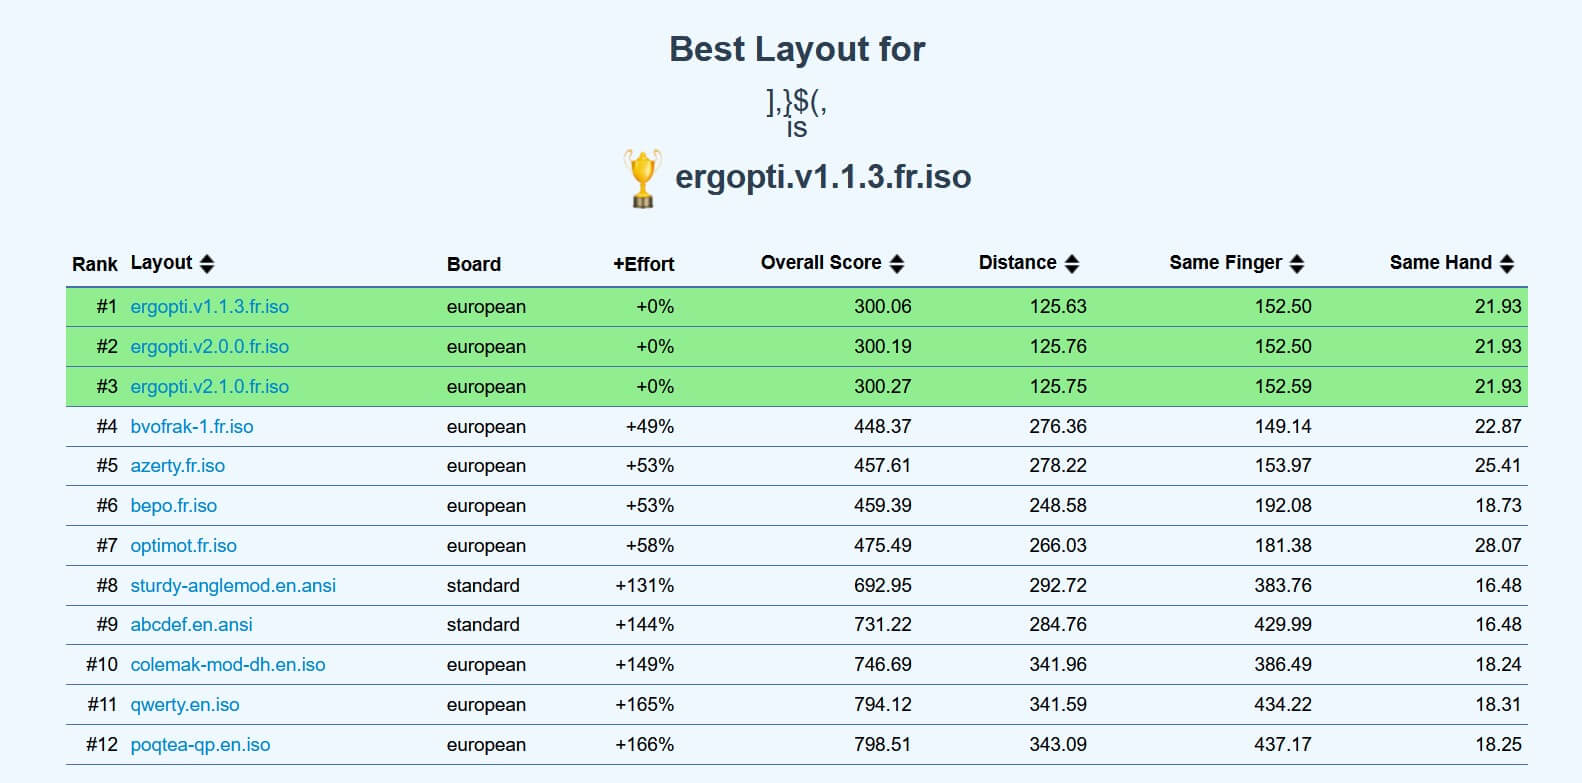 Best Layout for
],}$(,
is
ergopti.v1.1.3.fr.iso
Rank Layout Board +Effort Overall Score Distance Same Finger Same Hand
#1 ergopti.v1.1.3.fr.iso european +0% 300.06 125.63 152.50 21.93
#2 ergopti.v2.0.0.fr.iso european +0% 300.19 125.76 152.50 21.93
#3 ergopti.v2.1.0.fr.iso european +0% 300.27 125.75 152.59 21.93
#4 bvofrak-1.fr.iso european +49% 448.37 276.36 149.14 22.87
#5 azerty.fr.iso european +53% 457.61 278.22 153.97 25.41
#6 bepo.fr.iso european +53% 459.39 248.58 192.08 18.73
#7 optimot.fr.iso european +58% 475.49 266.03 181.38 28.07
#8 sturdy-anglemod.en.ansi standard +131% 692.95 292.72 383.76 16.48
#9 abcdef.en.ansi standard +144% 731.22 284.76 429.99 16.48
#10 colemak-mod-dh.en.iso european +149% 746.69 341.96 386.49 18.24
#11 qwerty.en.iso european +165% 794.12 341.59 434.22 18.31
#12 poqtea-qp.en.iso european +166% 798.51 343.09 437.17 18.25